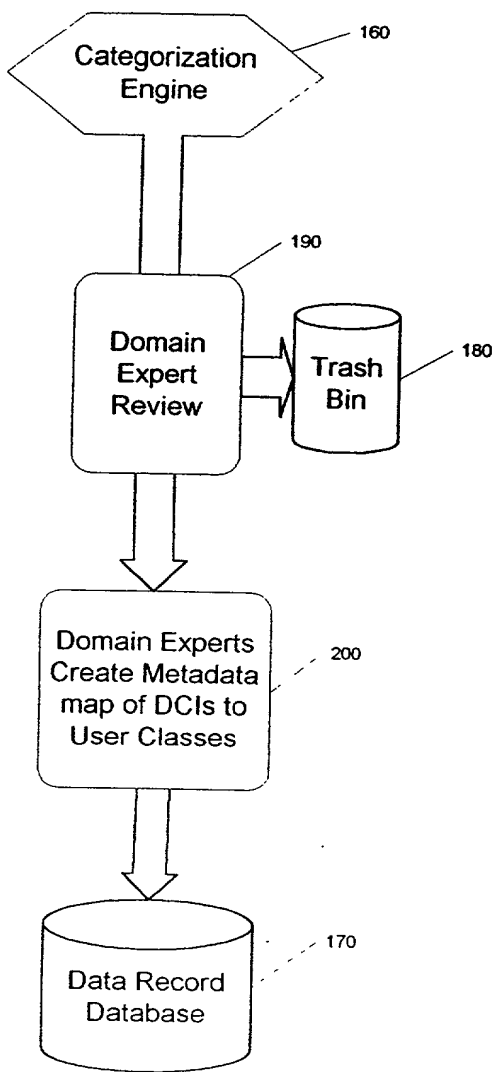 160
Categorization
Engine
190
Domain
Expert
Review
Trash
Bin
180
Domain Experts
Create Metadata
map of DCIs to
User Classes
200
170
Data Record
Database